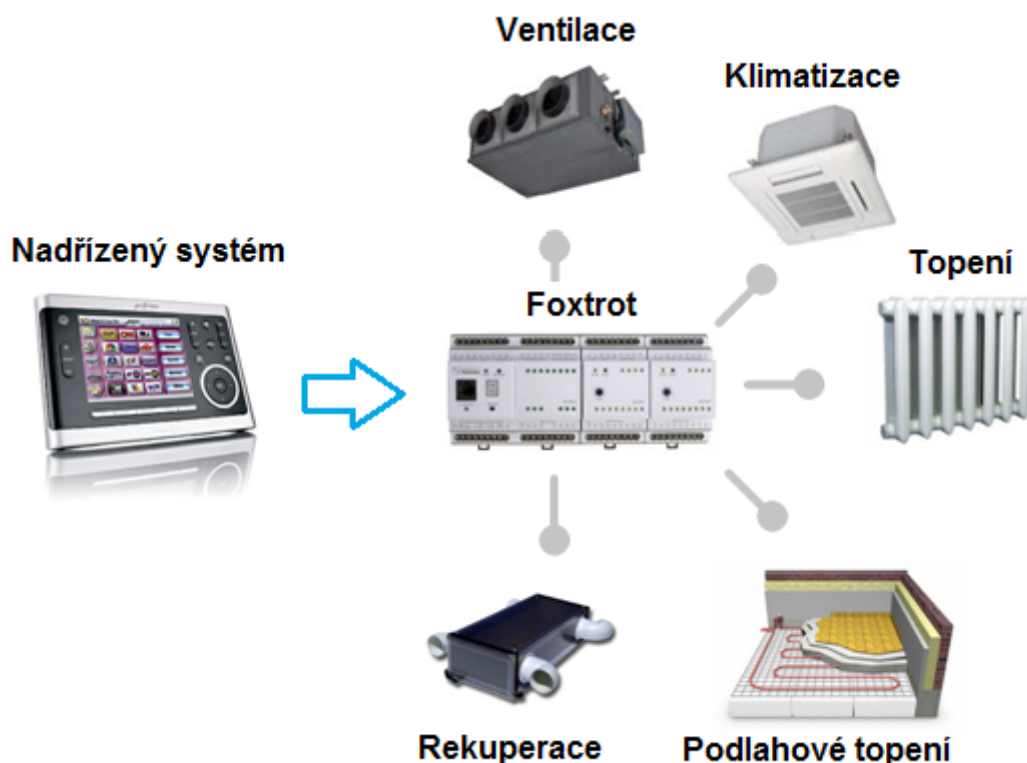 Ventilace
Klimatizace
Nadřízený systém
Topení
Foxtrot
Rekuperace
Podlahové topení